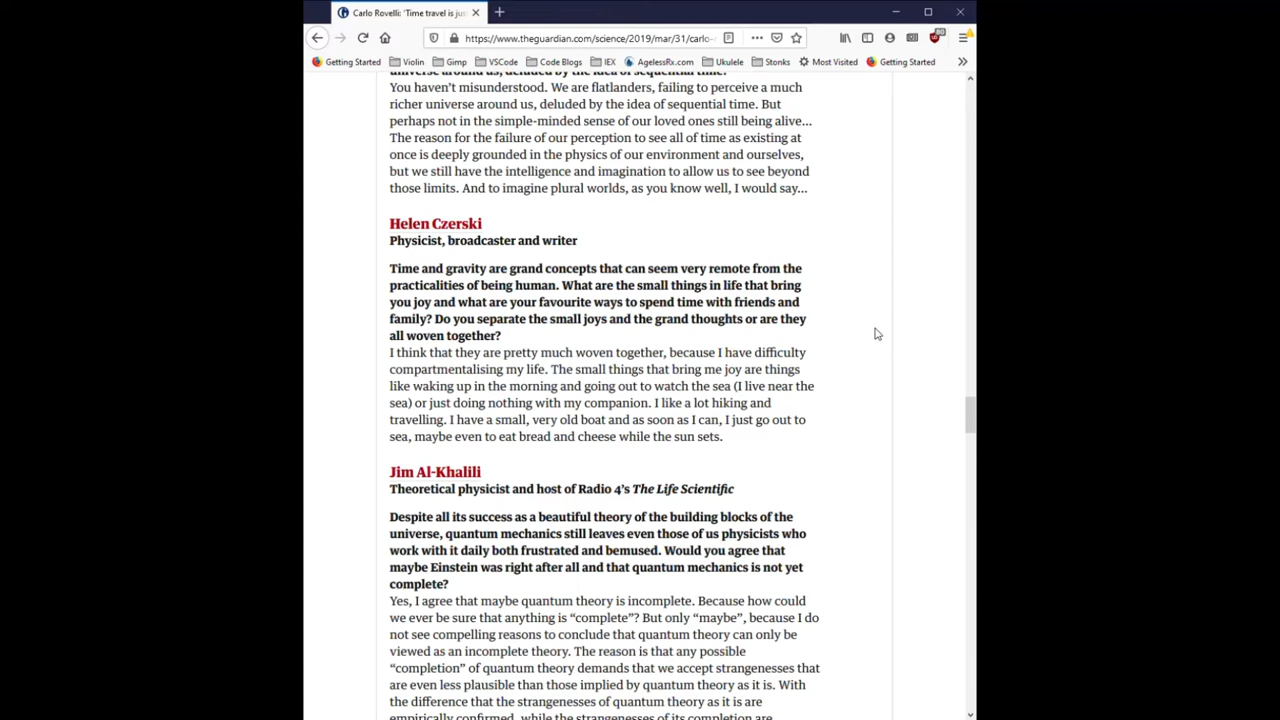 Carlo Rovelli: 'Time travel is jus
https://www.theguardian.com/science/2019/mar/31/carlo-
80
Getting Started Violin Gimp VSCode Code Blogs IEX AgelessRx.com Ukulele Stonks Most Visited Getting Started
universe around us, deluded by the idea of sequential time.
You haven't misunderstood. We are flatlanders, failing to perceive a much
richer universe around us, deluded by the idea of sequential time. But
perhaps not in the simple-minded sense of our loved ones still being alive…
The reason for the failure of our perception to see all of time as existing at
once is deeply grounded in the physics of our environment and ourselves,
but we still have the intelligence and imagination to allow us to see beyond
those limits. And to imagine plural worlds, as you know well, I would say…
Helen Czerski
Physicist, broadcaster and writer
Time and gravity are grand concepts that can seem very remote from the
practicalities of being human. What are the small things in life that bring
you joy and what are your favourite ways to spend time with friends and
family? Do you separate the small joys and the grand thoughts or are they
all woven together?
I think that they are pretty much woven together, because I have difficulty
compartmentalising my life. The small things that bring me joy are things
like waking up in the morning and going out to watch the sea (I live near the
sea) or just doing nothing with my companion. I like a lot hiking and
travelling. I have a small, very old boat and as soon as I can, I just go out to
sea, maybe even to eat bread and cheese while the sun sets.
Jim Al-Khalili
Theoretical physicist and host of Radio 4's The Life Scientific
Despite all its success as a beautiful theory of the building blocks of the
universe, quantum mechanics still leaves even those of us physicists who
work with it daily both frustrated and bemused. Would you agree that
maybe Einstein was right after all and that quantum mechanics is not yet
complete?
Yes, I agree that maybe quantum theory is incomplete. Because how could
we ever be sure that anything is "complete"? But only "maybe", because I do
not see compelling reasons to conclude that quantum theory can only be
viewed as an incomplete theory. The reason is that any possible
"completion" of quantum theory demands that we accept strangenesses that
are even less plausible than those implied by quantum theory as it is. With
the difference that the strangenesses of quantum theory as it is are
empirically confirmed, while the strangenesses of its completion are